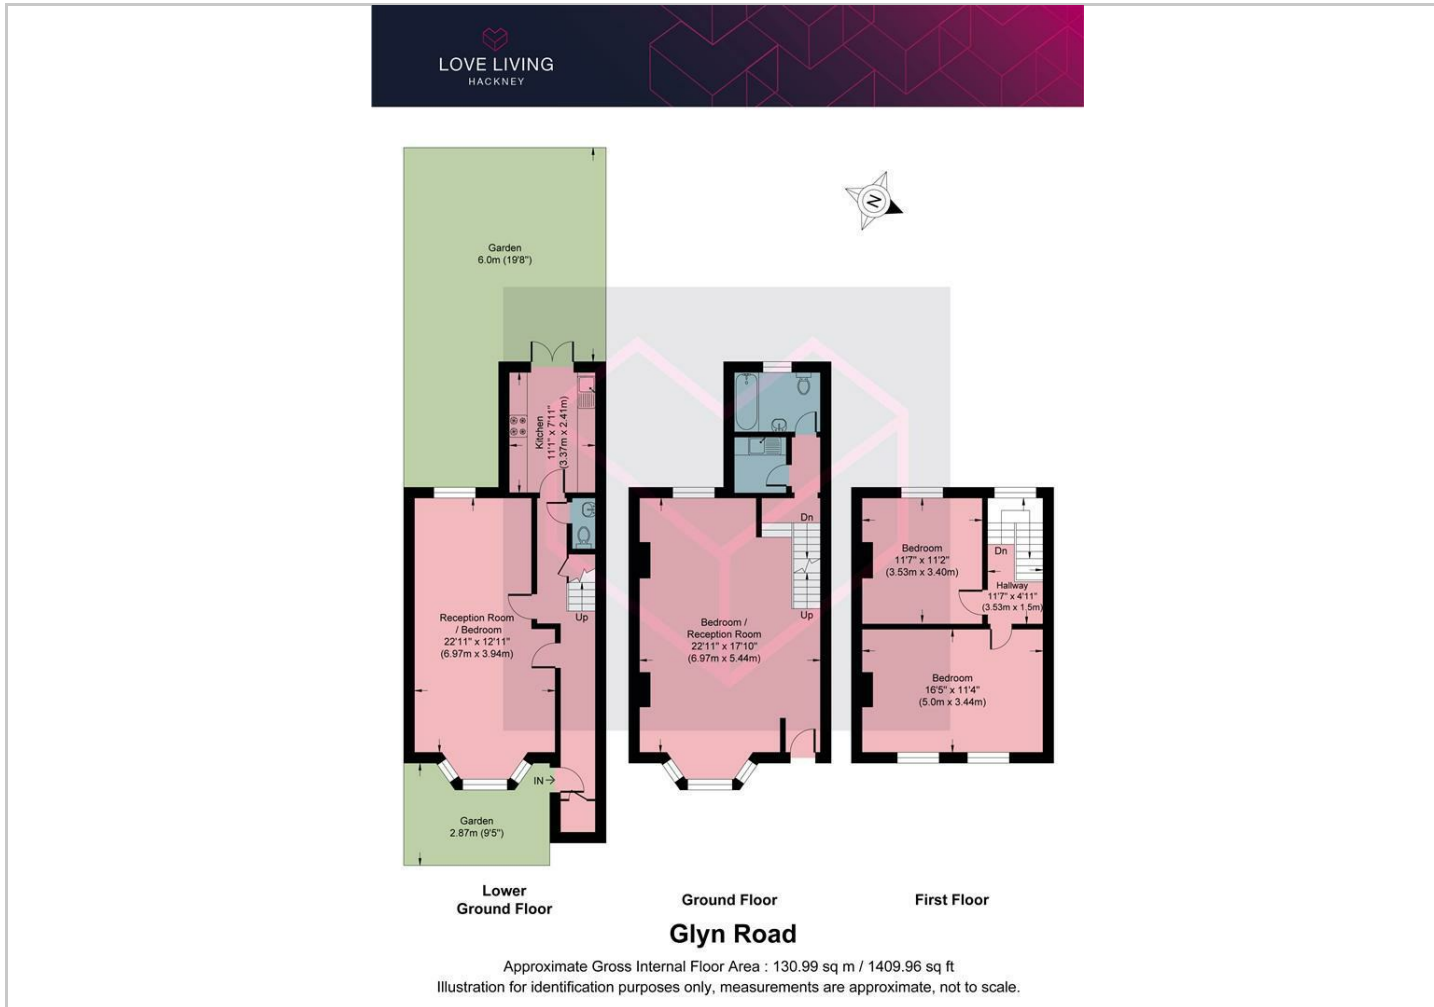 LOVE LIVING
HACKNEY
N
Garden
6.0m (19'8")
Kitchen
11'1" x 7'11"
(3.37m x 2.41m)
Reception Room
/ Bedroom
22'11" x 12'11"
(6.97m x 3.94m)
Up
IN
Garden
2.87m (9'5")
Lower
Ground Floor
Dn
Up
Bedroom /
Reception Room
22'11" x 17'10"
(6.97m x 5.44m)
Ground Floor
Bedroom
11'7" x 11'2"
(3.53m x 3.40m)
Dn
Hallway
11'7" x 4'11"
(3.53m x 1.5m)
Bedroom
16'5" x 11'4"
(5.0m x 3.44m)
First Floor
Glyn Road
Approximate Gross Internal Floor Area : 130.99 sq m / 1409.96 sq ft
Illustration for identification purposes only, measurements are approximate, not to scale.